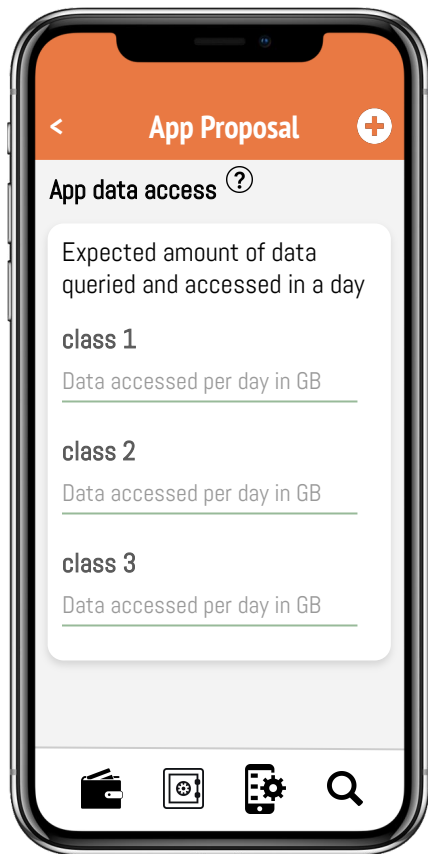 < App Proposal
App data access ?
Expected amount of data
queried and accessed in a day
class 1
Data accessed per day in GB
class 2
Data accessed per day in GB
class 3
Data accessed per day in GB